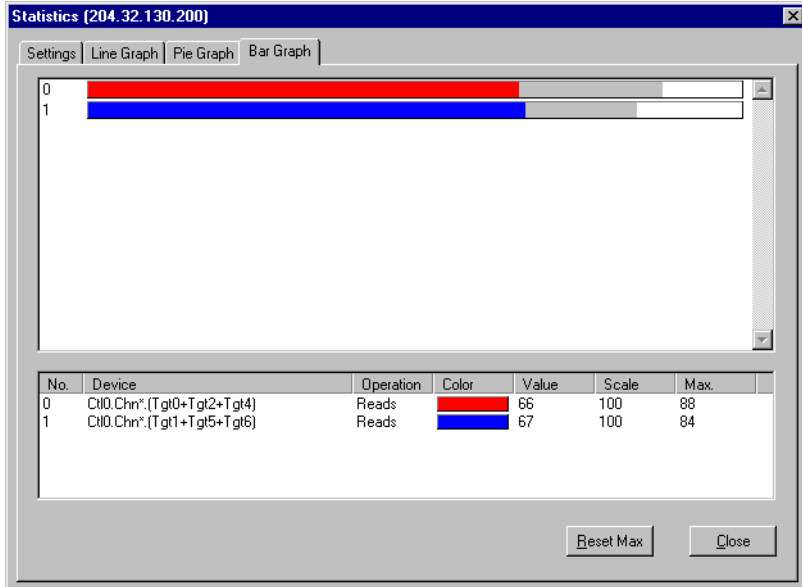 Statistics (204.32.130.200)
Settings Line Graph Pie Graph Bar Graph
0
1
No. Device Operation Color Value Scale Max.
0 Ctl0.Chn*.(Tgt0+Tgt2+Tgt4) Reads 66 100 88
1 Ctl0.Chn*.(Tgt1+Tgt5+Tgt6) Reads 67 100 84
Reset Max Close